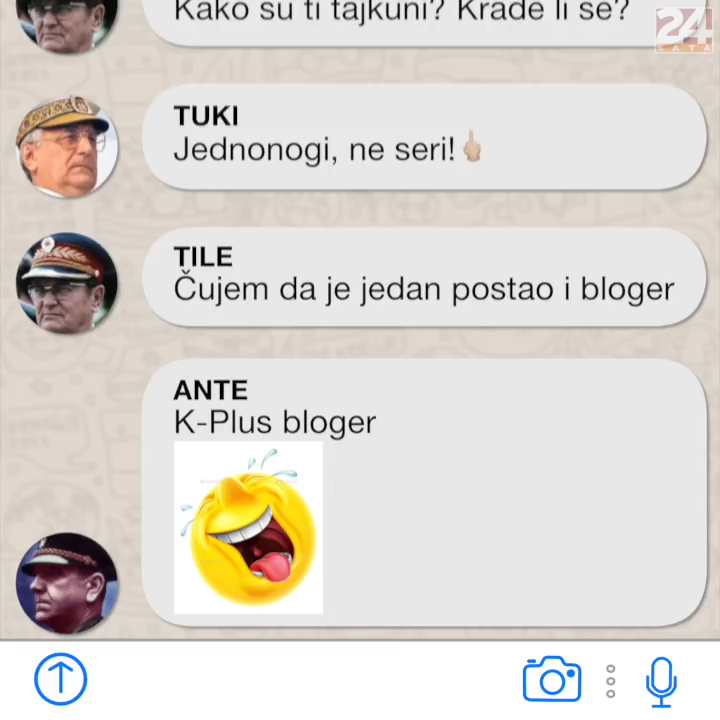 Kako su ti tajkuni? Krade li se?
24
SATA
TUKI
Jednonogi, ne seri!🖕🏻
TILE
Čujem da je jedan postao i bloger
ANTE
K-Plus bloger